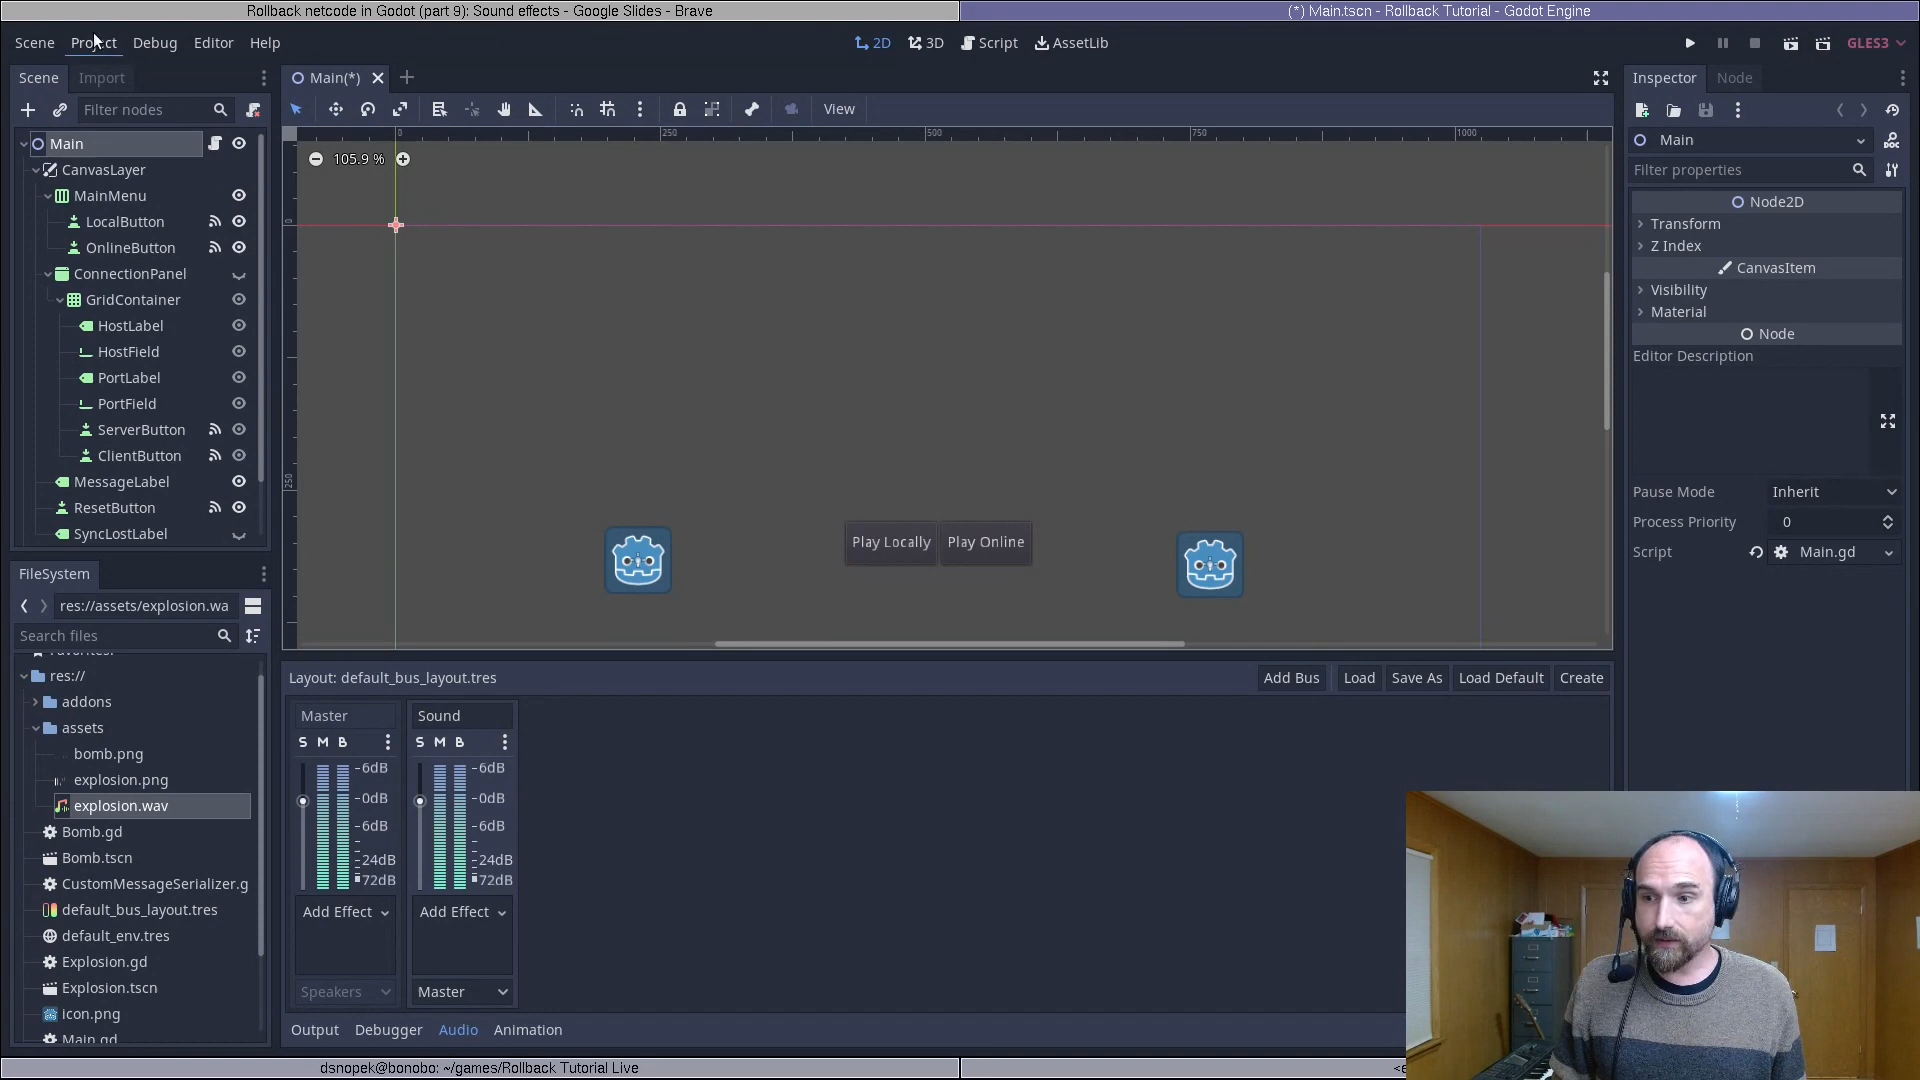 Rollback netcode in Godot (part 9): Sound effects - Google Slides - Brave
(*) Main.tscn - Rollback Tutorial - Godot Engine
Scene Project Debug Editor Help
2D 3D Script AssetLib
GLES3
Scene Import
Main(*)
Inspector Node
Filter nodes
View
Main
CanvasLayer
MainMenu
LocalButton
OnlineButton
ConnectionPanel
GridContainer
HostLabel
HostField
PortLabel
PortField
ServerButton
ClientButton
MessageLabel
ResetButton
SyncLostLabel
0 250 500 750 1000
105.9 %
0
250
Play Locally Play Online
Main
Filter properties
Node2D
Transform
Z Index
CanvasItem
Visibility
Material
Node
Editor Description
Pause Mode Inherit
Process Priority 0
Script Main.gd
FileSystem
res://assets/explosion.wa
Search files
Favorites:
res://
addons
assets
bomb.png
explosion.png
explosion.wav
Bomb.gd
Bomb.tscn
CustomMessageSerializer.g
default_bus_layout.tres
default_env.tres
Explosion.gd
Explosion.tscn
icon.png
Main.gd
Layout: default_bus_layout.tres
Add Bus Load Save As Load Default Create
Master Sound
S M B S M B
-6dB -6dB
-0dB -0dB
-6dB -6dB
-24dB -24dB
-72dB -72dB
Add Effect Add Effect
Speakers Master
Output Debugger Audio Animation
dsnopek@bonobo: ~/games/Rollback Tutorial Live